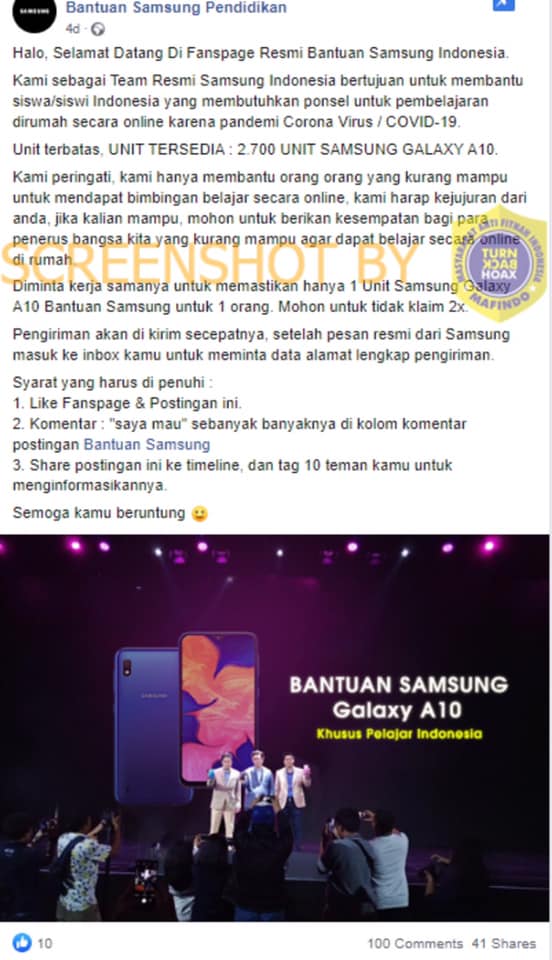 SAMSUNG
Bantuan Samsung Pendidikan
4d ·
Halo, Selamat Datang Di Fanspage Resmi Bantuan Samsung Indonesia.
Kami sebagai Team Resmi Samsung Indonesia bertujuan untuk membantu
siswa/siswi Indonesia yang membutuhkan ponsel untuk pembelajaran
dirumah secara online karena pandemi Corona Virus / COVID-19.
Unit terbatas, UNIT TERSEDIA : 2.700 UNIT SAMSUNG GALAXY A10.
Kami peringati, kami hanya membantu orang orang yang kurang mampu
untuk mendapat bimbingan belajar secara online, kami harap kejujuran dari
anda, jika kalian mampu, mohon untuk berikan kesempatan bagi para
penerus bangsa kita yang kurang mampu agar dapat belajar secara online
di rumah.
SCREENSHOT BY
MASYARAKAT ANTI FITNAH INDONESIA
TURN
BACK
HOAX
MAFINDO
Diminta kerja samanya untuk memastikan hanya 1 Unit Samsung Galaxy
A10 Bantuan Samsung untuk 1 orang. Mohon untuk tidak klaim 2x.
Pengiriman akan di kirim secepatnya, setelah pesan resmi dari Samsung
masuk ke inbox kamu untuk meminta data alamat lengkap pengiriman.
Syarat yang harus di penuhi :
1. Like Fanspage & Postingan ini.
2. Komentar : "saya mau" sebanyak banyaknya di kolom komentar
postingan Bantuan Samsung
3. Share postingan ini ke timeline, dan tag 10 teman kamu untuk
menginformasikannya.
Semoga kamu beruntung 😀
SAMSUNG
BANTUAN SAMSUNG
Galaxy A10
Khusus Pelajar Indonesia
10
100 Comments 41 Shares